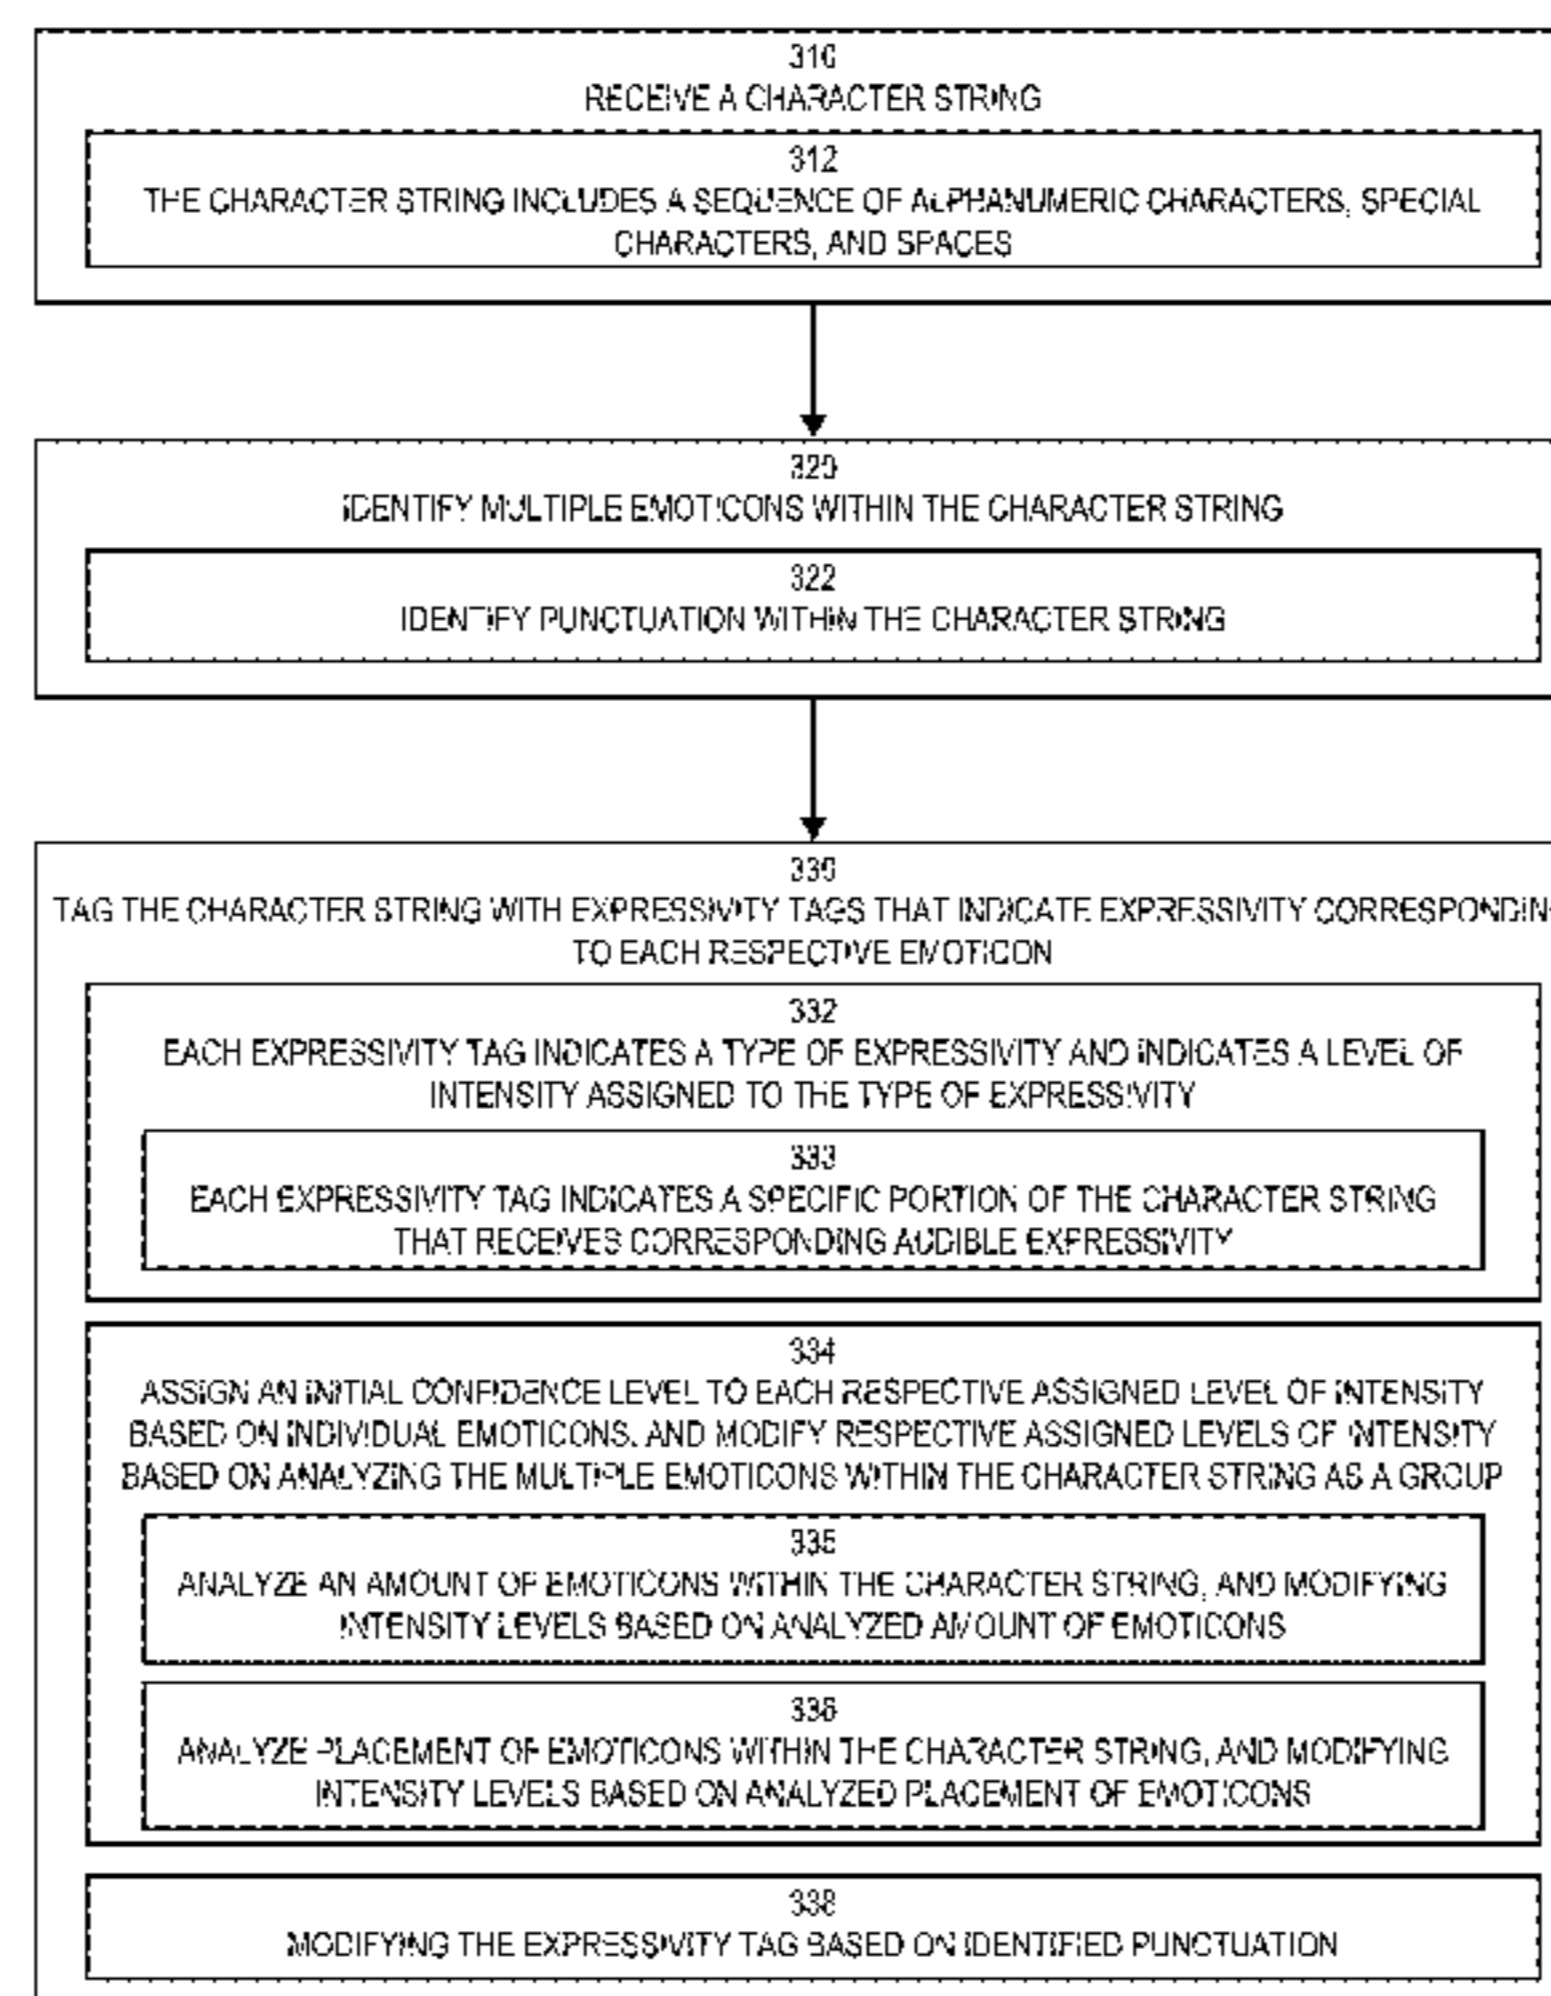 310
RECEIVE A CHARACTER STRING
312
THE CHARACTER STRING INCLUDES A SEQUENCE OF ALPHANUMERIC CHARACTERS, SPECIAL
CHARACTERS, AND SPACES
320
IDENTIFY MULTIPLE EMOTICONS WITHIN THE CHARACTER STRING
322
IDENTIFY PUNCTUATION WITHIN THE CHARACTER STRING
330
TAG THE CHARACTER STRING WITH EXPRESSIVITY TAGS THAT INDICATE EXPRESSIVITY CORRESPONDIN
TO EACH RESPECTIVE EMOTICON
332
EACH EXPRESSIVITY TAG INDICATES A TYPE OF EXPRESSIVITY AND INDICATES A LEVEL OF
INTENSITY ASSIGNED TO THE TYPE OF EXPRESSIVITY
333
EACH EXPRESSIVITY TAG INDICATES A SPECIFIC PORTION OF THE CHARACTER STRING
THAT RECEIVES CORRESPONDING AUDIBLE EXPRESSIVITY
334
ASSIGN AN INITIAL CONFIDENCE LEVEL TO EACH RESPECTIVE ASSIGNED LEVEL OF INTENSITY
BASED ON INDIVIDUAL EMOTICONS, AND MODIFY RESPECTIVE ASSIGNED LEVELS OF INTENSITY
BASED ON ANALYZING THE MULTIPLE EMOTICONS WITHIN THE CHARACTER STRING AS A GROUP
335
ANALYZE AN AMOUNT OF EMOTICONS WITHIN THE CHARACTER STRING, AND MODIFYING
INTENSITY LEVELS BASED ON ANALYZED AMOUNT OF EMOTICONS
336
ANALYZE PLACEMENT OF EMOTICONS WITHIN THE CHARACTER STRING, AND MODIFYING
INTENSITY LEVELS BASED ON ANALYZED PLACEMENT OF EMOTICONS
338
MODIFYING THE EXPRESSIVITY TAG BASED ON IDENTIFIED PUNCTUATION